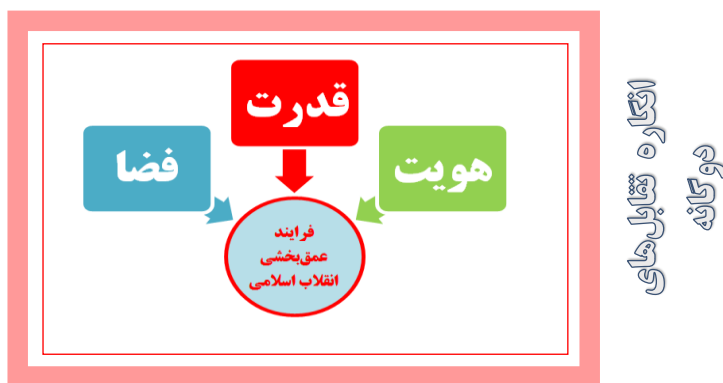 انگاره تقابل‌های
دوگانه
قدرت
هویت
فضا
فرایند
عمق‌بخشی
انقلاب اسلامی